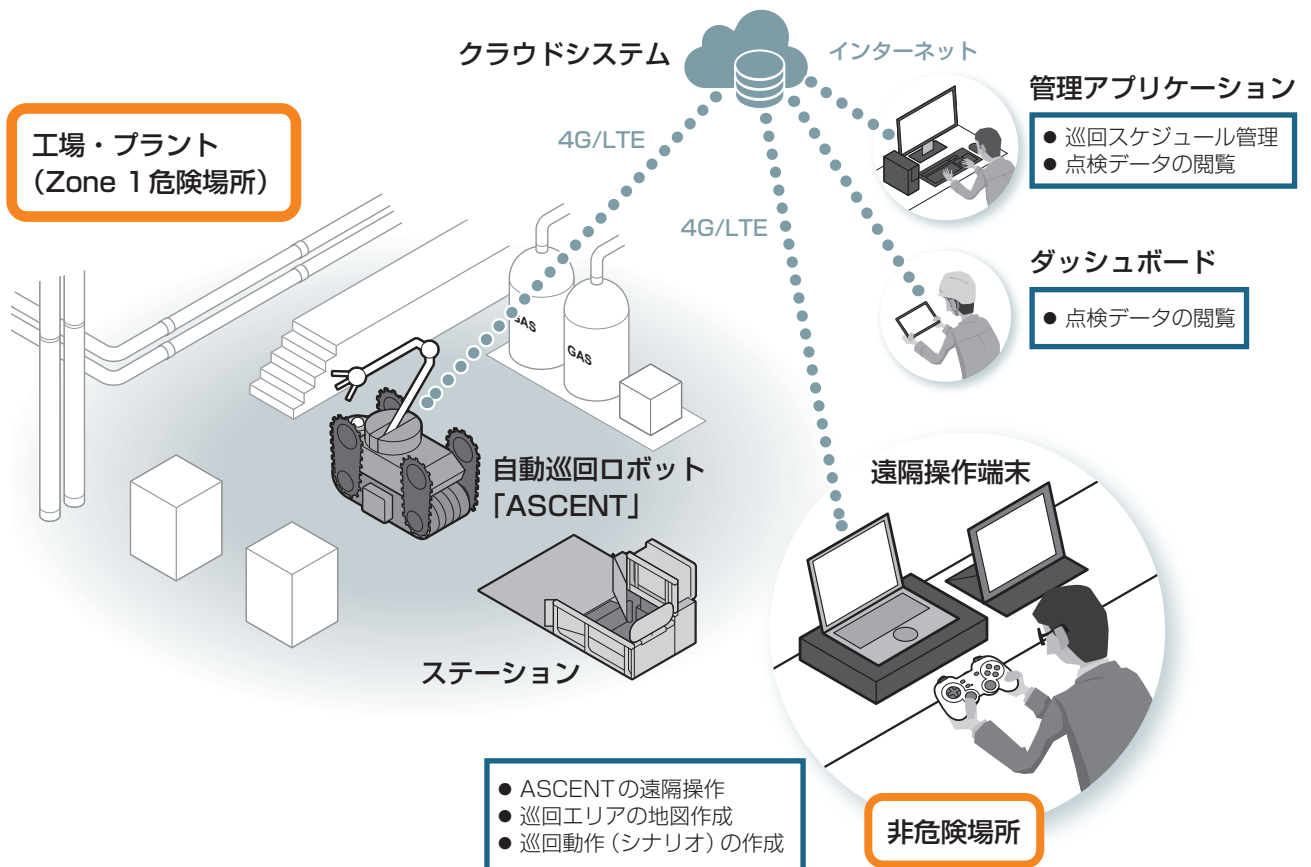 クラウドシステム
インターネット
管理アプリケーション
● 巡回スケジュール管理
● 点検データの閲覧
工場・プラント
（Zone 1危険場所）
4G/LTE
4G/LTE
ダッシュボード
● 点検データの閲覧
GAS
GAS
自動巡回ロボット
「ASCENT」
ステーション
遠隔操作端末
● ASCENTの遠隔操作
● 巡回エリアの地図作成
● 巡回動作（シナリオ）の作成
非危険場所